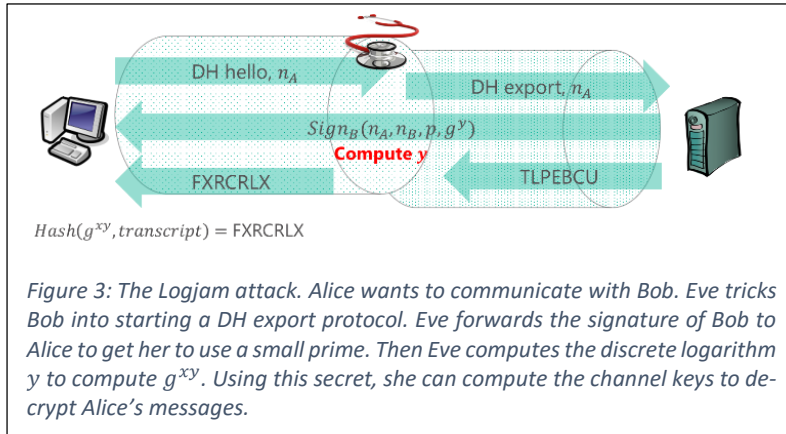 DH hello, n_A
DH export, n_A
Sign_B(n_A, n_B, p, g^y)
Compute y
FXRCRLX
TLPEBCU
Hash(g^{xy}, transcript) = FXRCRLX
Figure 3: The Logjam attack. Alice wants to communicate with Bob. Eve tricks
Bob into starting a DH export protocol. Eve forwards the signature of Bob to
Alice to get her to use a small prime. Then Eve computes the discrete logarithm
y to compute g^{xy}. Using this secret, she can compute the channel keys to de-
crypt Alice's messages.